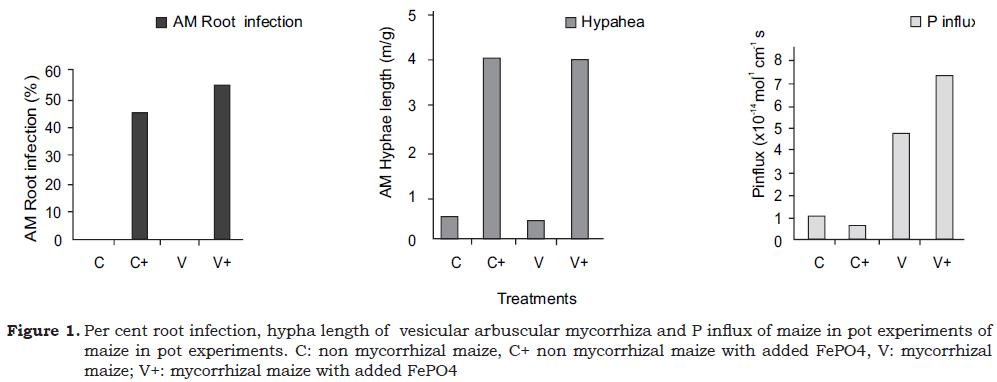 AM Root infection
Hypahea
P influx
AM Root infection (%)
60
50
40
30
20
10
0
C C+ V V+
AM Hyphae length (m/g)
5
4
3
2
1
0
C C+ V V+
Pinflux (x10⁻¹⁴ mol¹ cm⁻¹ s
8
7
6
5
4
3
2
1
0
C C+ V V+
Treatments
Figure 1. Per cent root infection, hypha length of vesicular arbuscular mycorrhiza and P influx of maize in pot experiments of
maize in pot experiments. C: non mycorrhizal maize, C+ non mycorrhizal maize with added FePO4, V: mycorrhizal
maize; V+: mycorrhizal maize with added FePO4